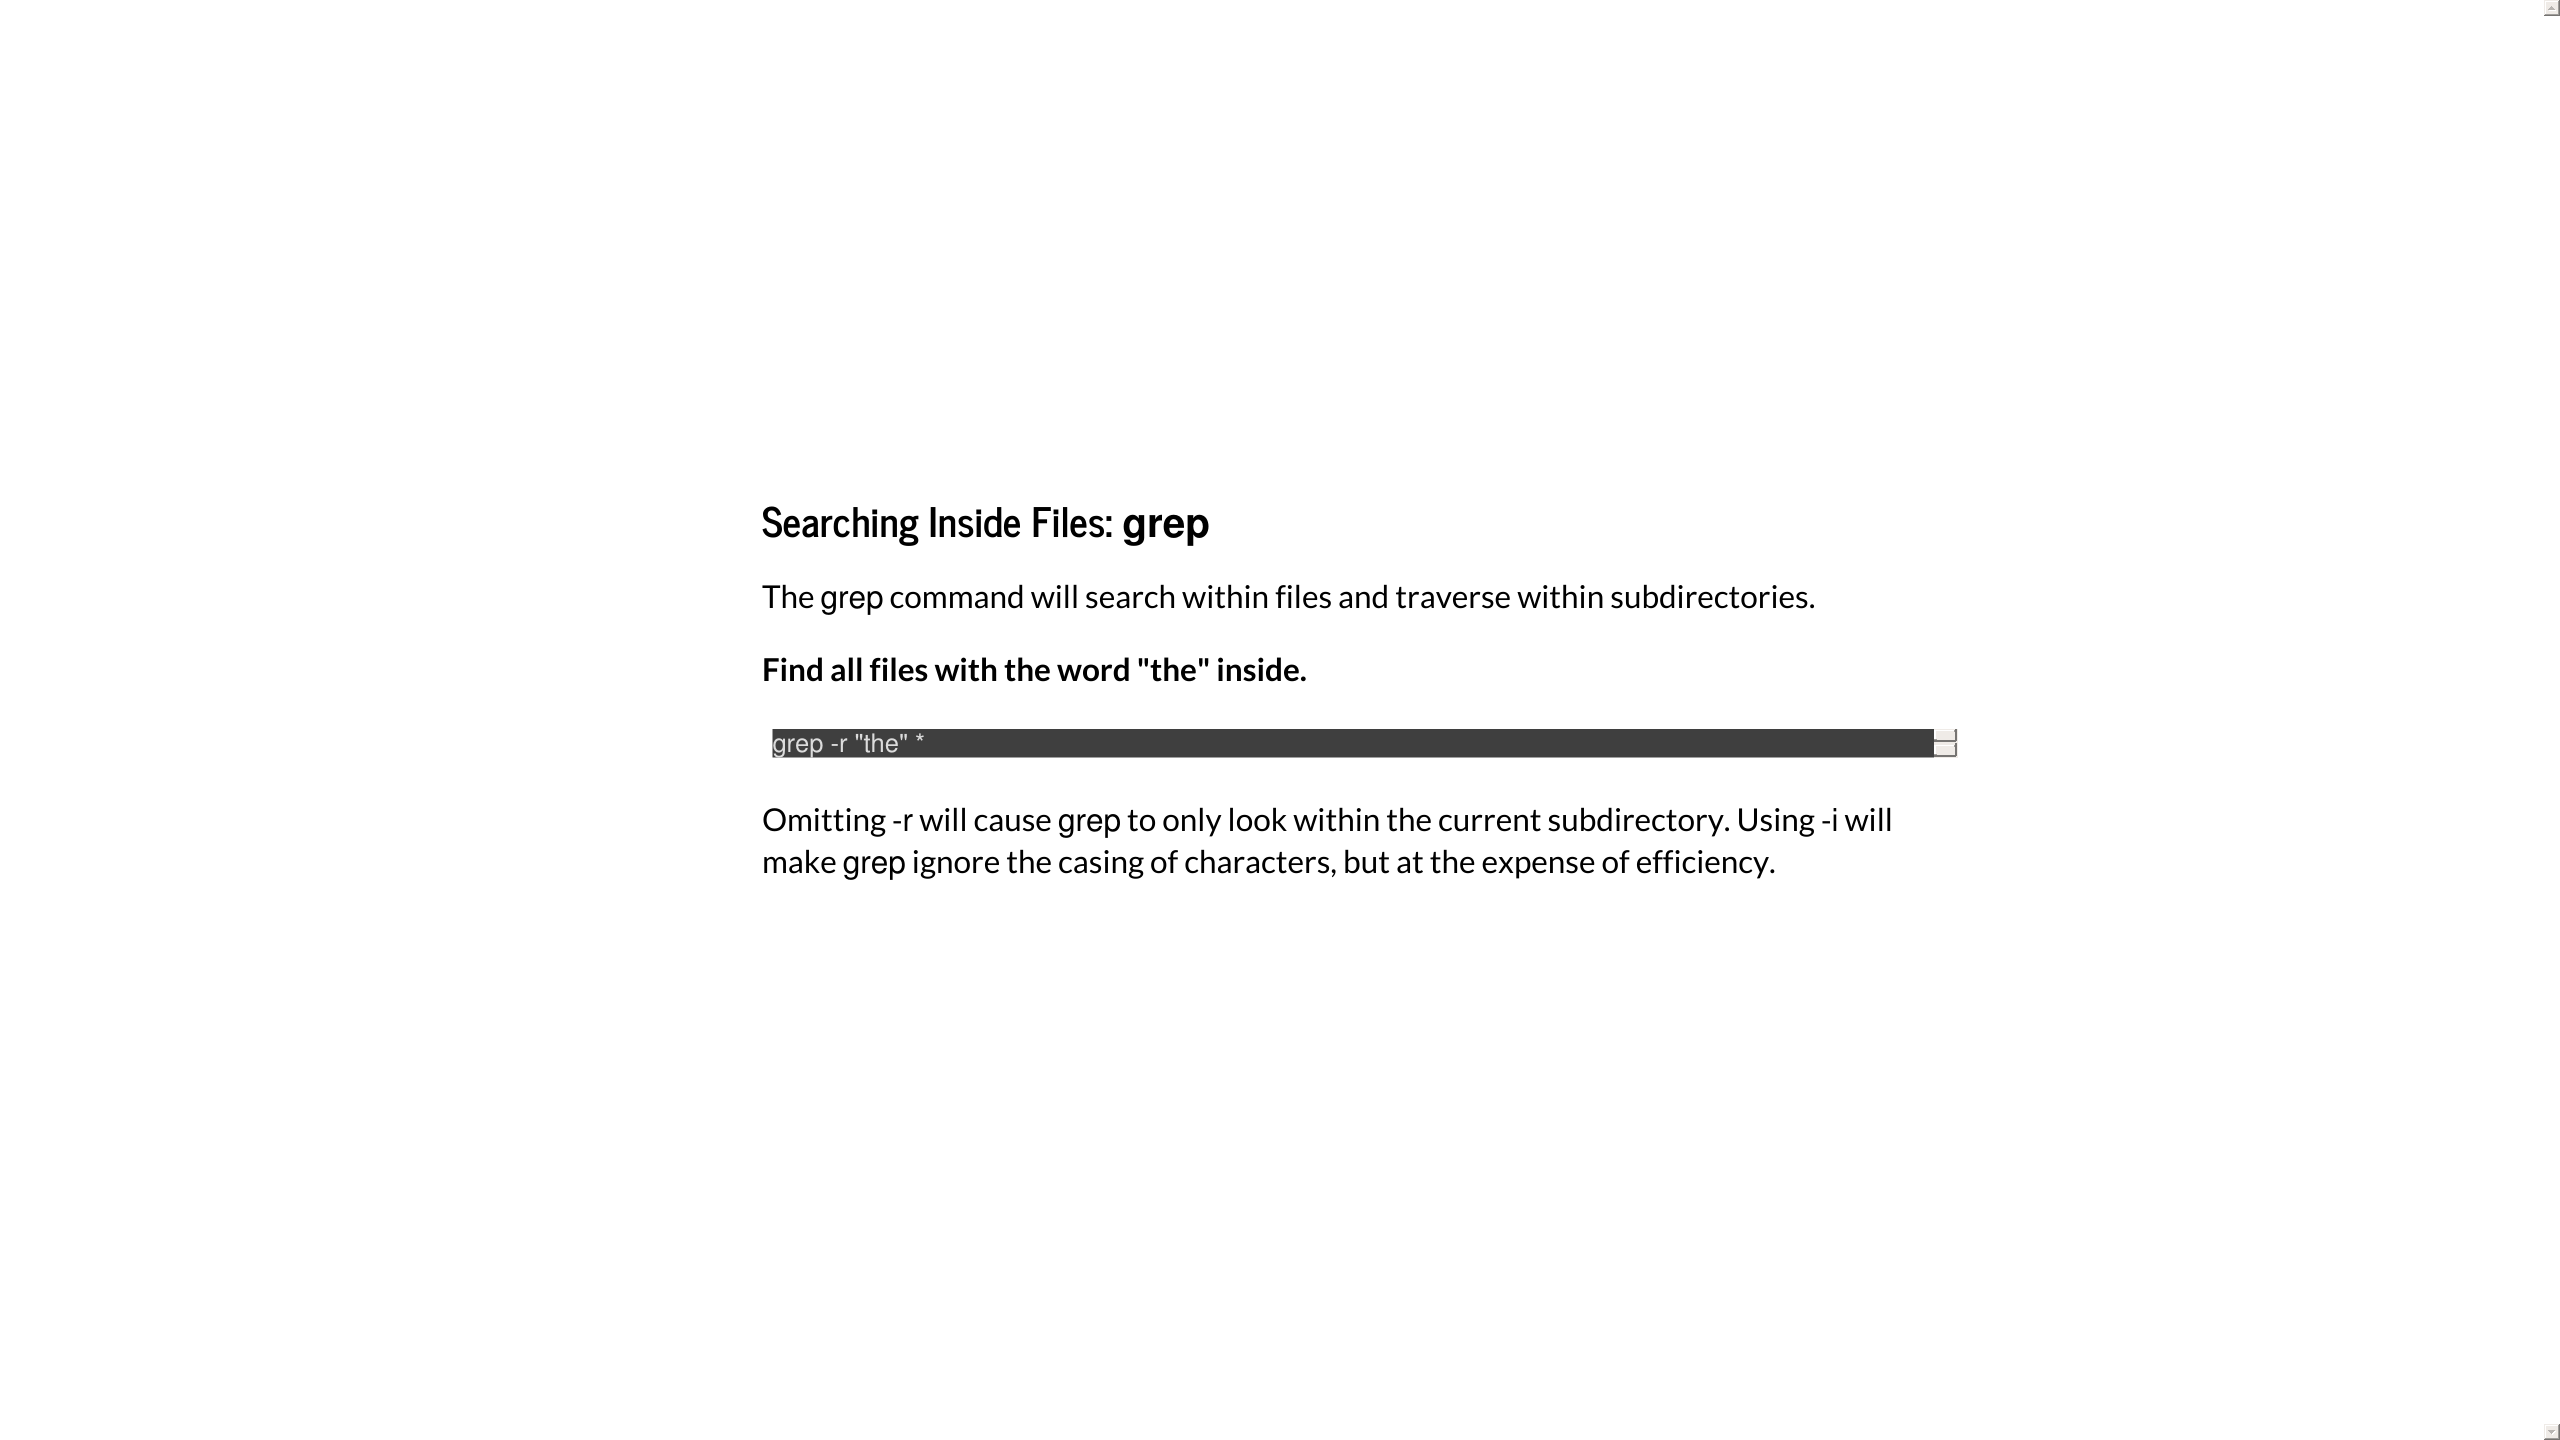 Searching Inside Files: grep
The grep command will search within files and traverse within subdirectories.
Find all files with the word "the" inside.
grep -r "the" *
Omitting -r will cause grep to only look within the current subdirectory. Using -i will
make grep ignore the casing of characters, but at the expense of efficiency.